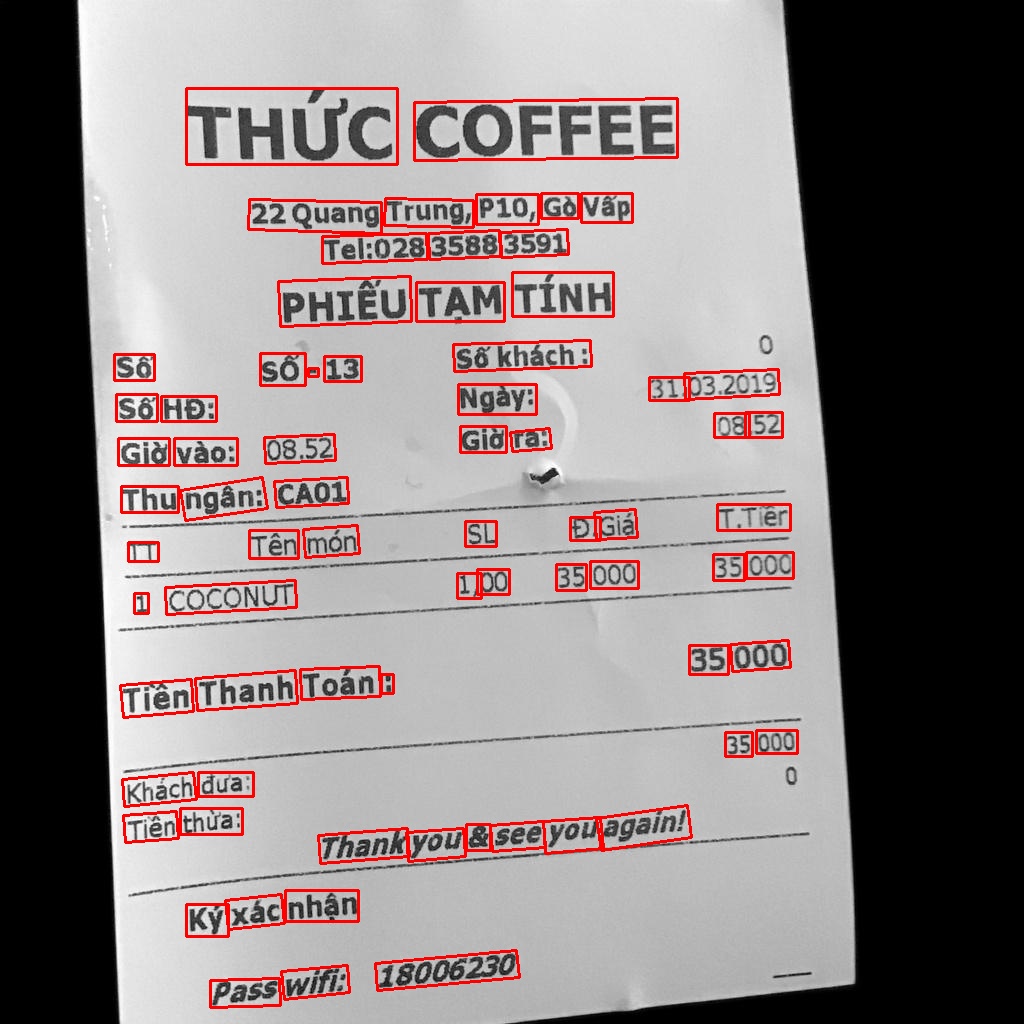 THỨC COFFEE
22 Quang Trung, P10, Gò Vấp
Tel:028 3588 3591
PHIẾU TẠM TÍNH
Số SỐ - 13 Số khách : 0
Số HĐ: Ngày: 31.03.2019
Giờ vào: 08.52 Giờ ra: 08.52
Thu ngân: CA01
TT Tên món SL Đ.Giá T.Tiền
1 COCONUT 1,00 35,000 35,000
Tiền Thanh Toán : 35,000
35,000
Khách đưa: 0
Tiền thừa:
Thank you & see you again!
Ký xác nhận
Pass wifi: 18006230